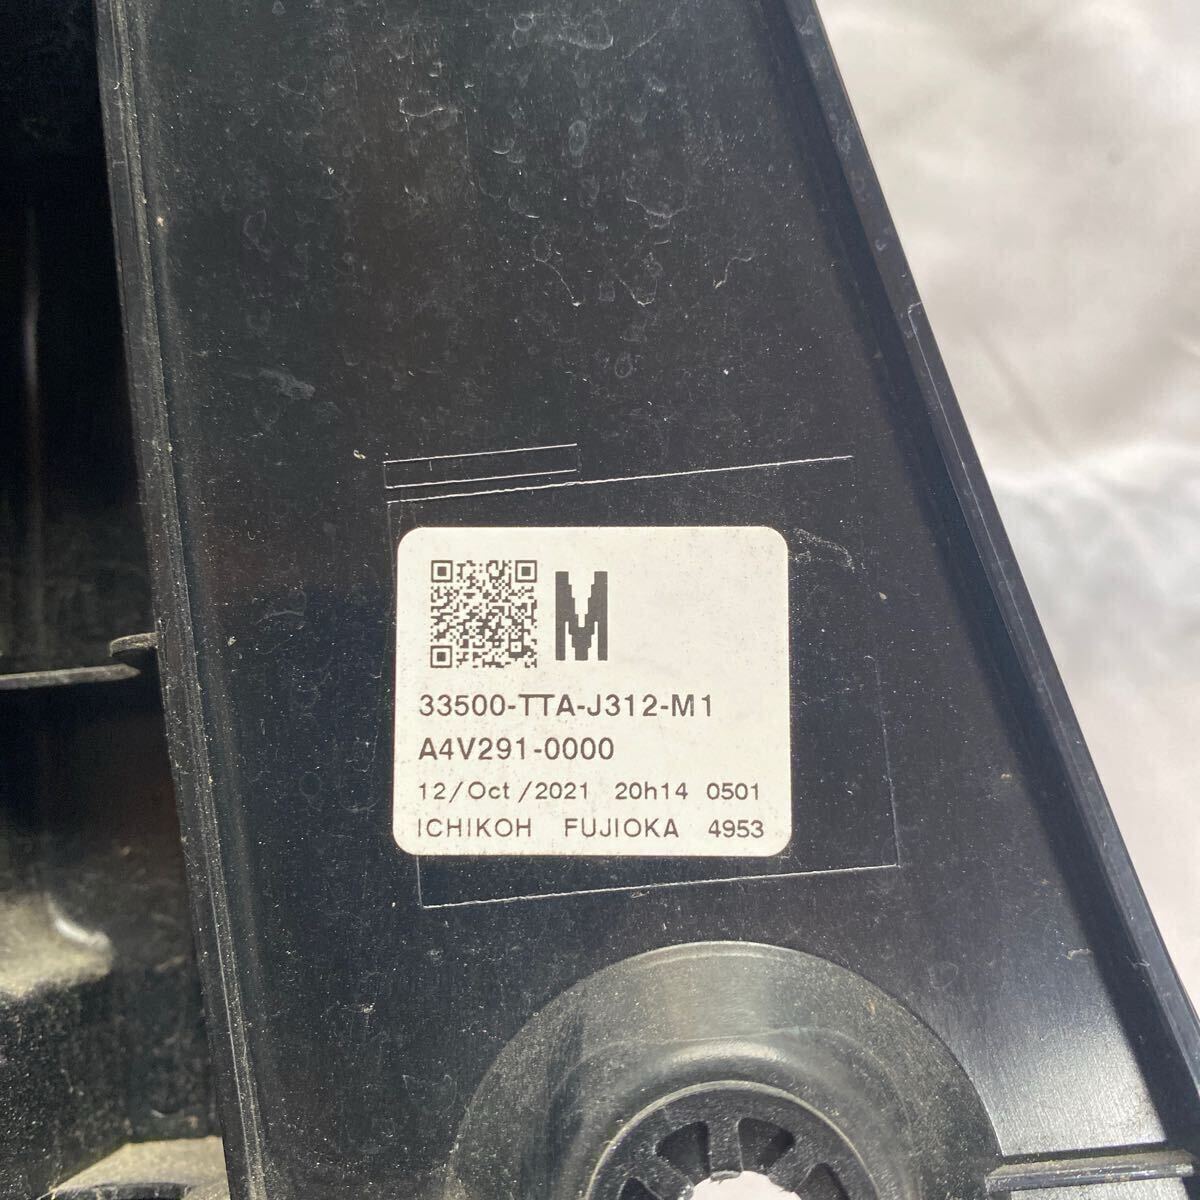 M
33500-TTA-J312-M1
A4V291-0000
12/Oct/2021 20h14 0501
ICHIKOH FUJIOKA 4953